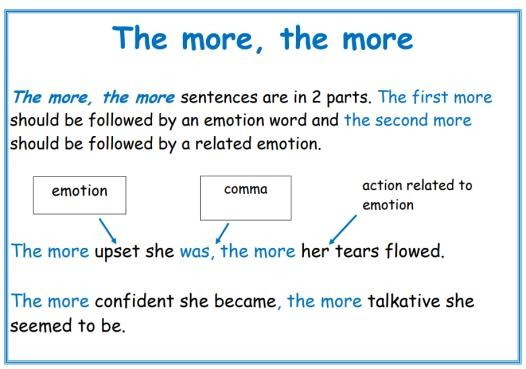 The more, the more
The more, the more sentences are in 2 parts. The first more
should be followed by an emotion word and the second more
should be followed by a related emotion.
emotion
comma
action related to
emotion
The more upset she was, the more her tears flowed.
The more confident she became, the more talkative she
seemed to be.